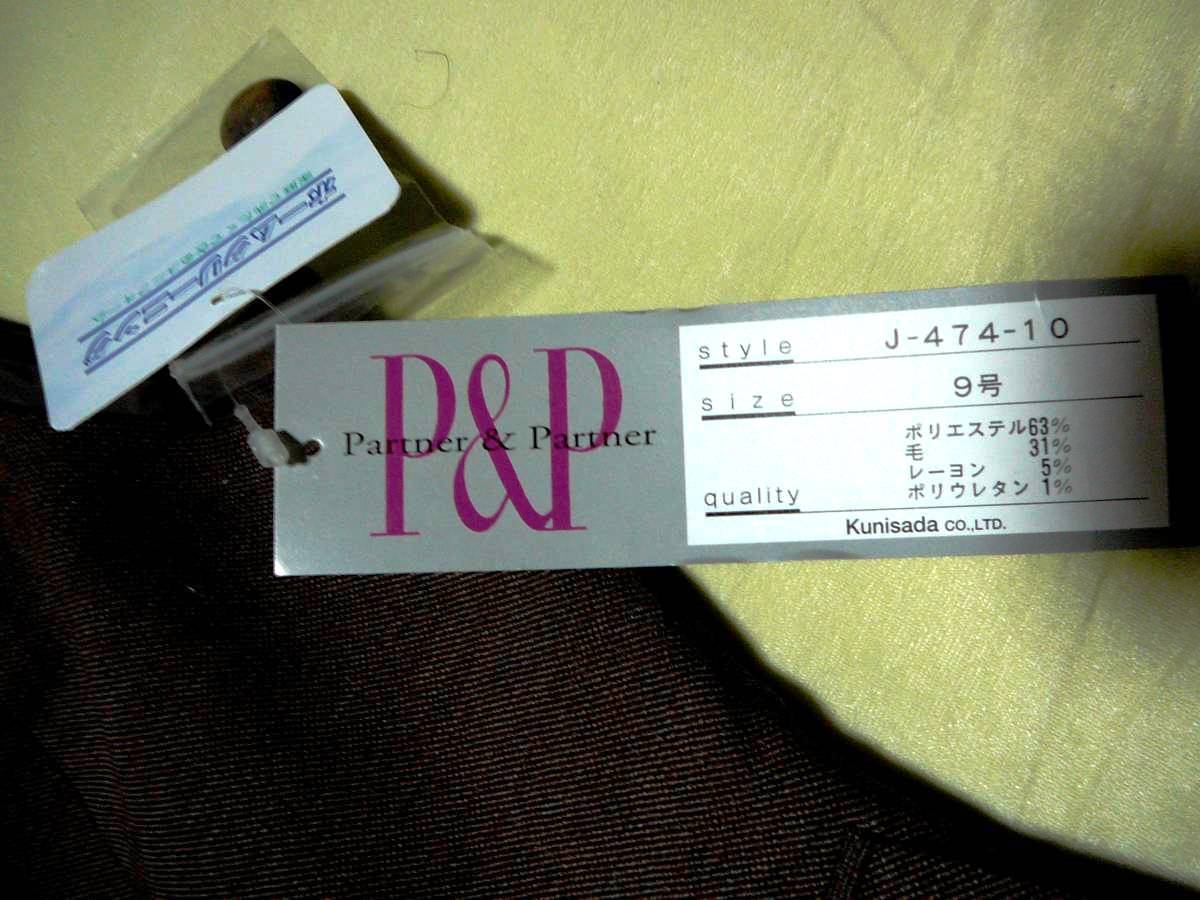 P&P
Partner & Partner
style J-474-10
size 9号
ポリエステル63%
毛 31%
レーヨン 5%
ポリウレタン 1%
quality
Kunisada CO.,LTD.